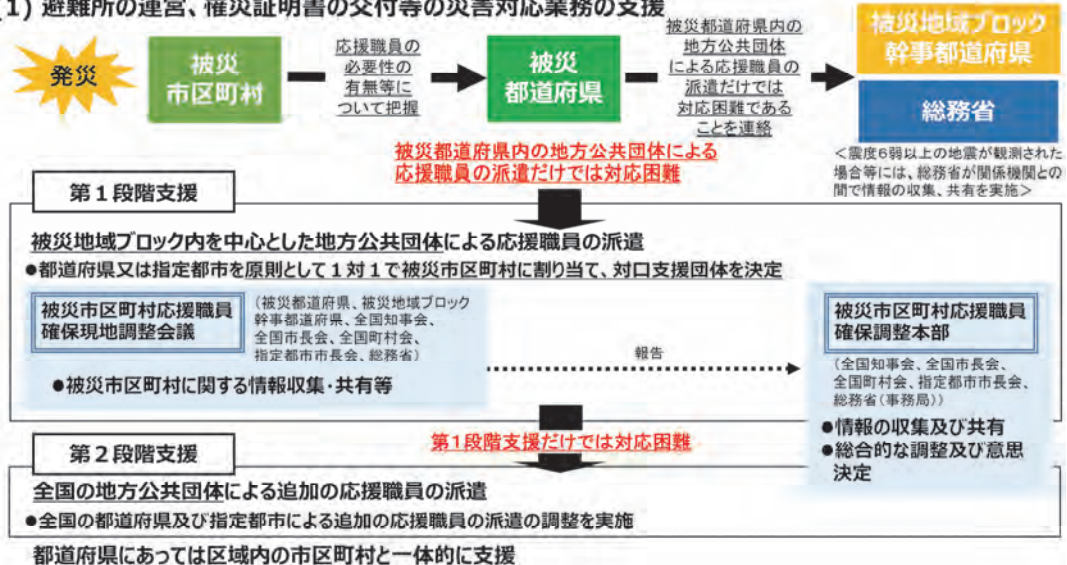 (1) 避難所の運営、罹災証明書の交付等の災害対応業務の支援
発災
被災
市区町村
応援職員の
必要性の
有無等に
ついて把握
被災
都道府県
被災都道府県内の
地方公共団体
による応援職員の
派遣だけでは
対応困難である
ことを連絡
被災地域ブロック
幹事都道府県
総務省
<震度6弱以上の地震が観測された
場合等には、総務省が関係機関との
間で情報の収集、共有を実施>
被災都道府県内の地方公共団体による
応援職員の派遣だけでは対応困難
第1段階支援
被災地域ブロック内を中心とした地方公共団体による応援職員の派遣
●都道府県又は指定都市を原則として1対1で被災市区町村に割り当て、対口支援団体を決定
被災市区町村応援職員
確保現地調整会議
(被災都道府県、被災地域ブロック
幹事都道府県、全国知事会、
全国市長会、全国町村会、
指定都市市長会、総務省)
●被災市区町村に関する情報収集・共有等
報告
被災市区町村応援職員
確保調整本部
(全国知事会、全国市長会、
全国町村会、指定都市市長会、
総務省(事務局))
●情報の収集及び共有
●総合的な調整及び意思
決定
第1段階支援だけでは対応困難
第2段階支援
全国の地方公共団体による追加の応援職員の派遣
●全国の都道府県及び指定都市による追加の応援職員の派遣の調整を実施
都道府県にあっては区域内の市区町村と一体的に支援